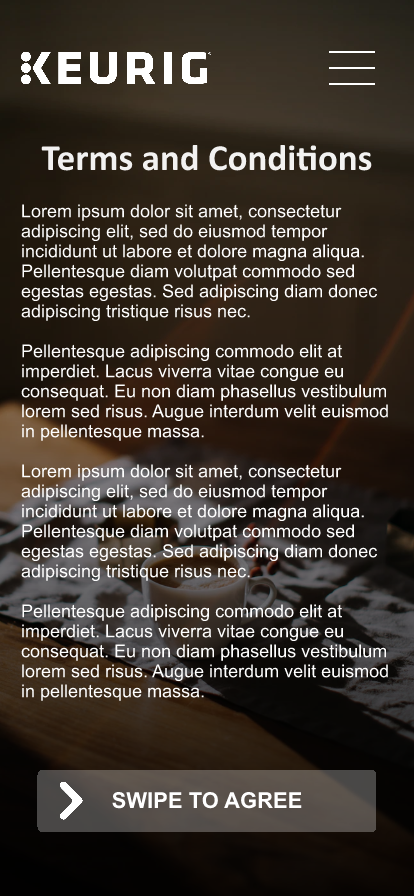 KEURIG
Terms and Conditions
Lorem ipsum dolor sit amet, consectetur
adipiscing elit, sed do eiusmod tempor
incididunt ut labore et dolore magna aliqua.
Pellentesque diam volutpat commodo sed
egestas egestas. Sed adipiscing diam donec
adipiscing tristique risus nec.
Pellentesque adipiscing commodo elit at
imperdiet. Lacus viverra vitae congue eu
consequat. Eu non diam phasellus vestibulum
lorem sed risus. Augue interdum velit euismod
in pellentesque massa.
Lorem ipsum dolor sit amet, consectetur
adipiscing elit, sed do eiusmod tempor
incididunt ut labore et dolore magna aliqua.
Pellentesque diam volutpat commodo sed
egestas egestas. Sed adipiscing diam donec
adipiscing tristique risus nec.
Pellentesque adipiscing commodo elit at
imperdiet. Lacus viverra vitae congue eu
consequat. Eu non diam phasellus vestibulum
lorem sed risus. Augue interdum velit euismod
in pellentesque massa.
SWIPE TO AGREE